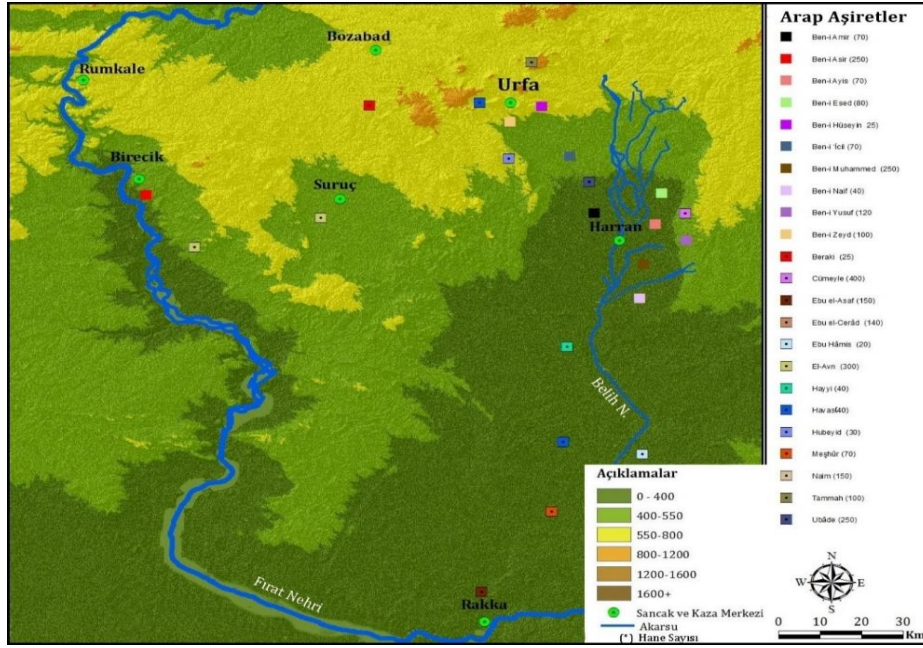 Bozabad
Rumkale
Urfa
Birecik
Suruç
Harran
Belih N.
Fırat Nehri
Rakka
Arap Aşiretler
Ben-i Amir (70)
Ben-i Asir (250)
Ben-i Ayis (70)
Ben-i Esed (80)
Ben-i Hüseyin 25)
Ben-i 'İcil (70)
Ben-i Muhammed (250)
Ben-i Naif (40)
Ben-i Yusuf (120
Ben-i Zeyd (100)
Beraki (25)
Cümeyle (400)
Ebu el-Asaf (150)
Ebu el-Cerâd (140)
Ebu Hâmis (20)
El-Avn (300)
Hayyi (40)
Havas(40)
Hubeyid (30)
Meşhûr (70)
Naim (150)
Tammah (100)
Ubâde (250)
Açıklamalar
0 - 400
400-550
550-800
800-1200
1200-1600
1600+
Sancak ve Kaza Merkezi
Akarsu
(*) Hane Sayısı
N
W E
S
0 10 20 30
Km